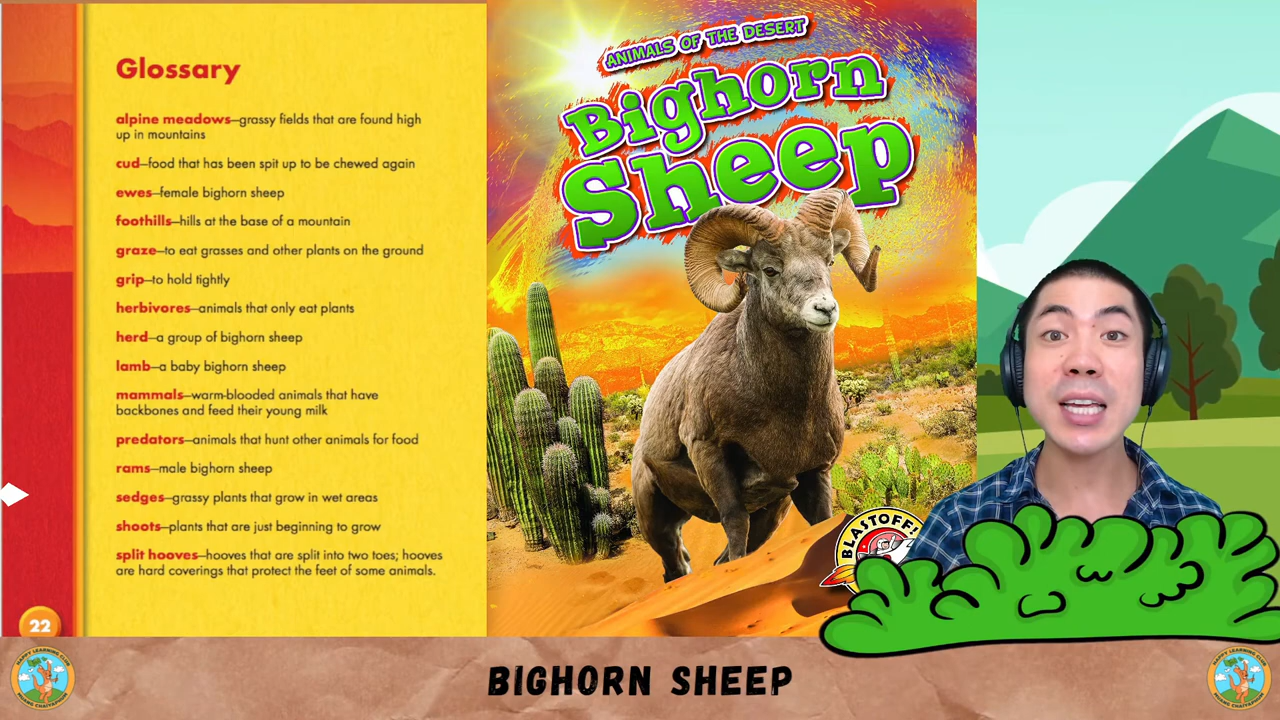 Glossary
alpine meadows—grassy fields that are found high
up in mountains
cud—food that has been spit up to be chewed again
ewes—female bighorn sheep
foothills—hills at the base of a mountain
graze—to eat grasses and other plants on the ground
grip—to hold tightly
herbivores—animals that only eat plants
herd—a group of bighorn sheep
lamb—a baby bighorn sheep
mammals—warm-blooded animals that have
backbones and feed their young milk
predators—animals that hunt other animals for food
rams—male bighorn sheep
sedges—grassy plants that grow in wet areas
shoots—plants that are just beginning to grow
split hooves—hooves that are split into two toes; hooves
are hard coverings that protect the feet of some animals.
22
ANIMALS OF THE DESERT
Bighorn
Sheep
BLASTOFF!
BIGHORN SHEEP
HAPPY LEARNING CLUB
HAPPY LEARNING CLUB